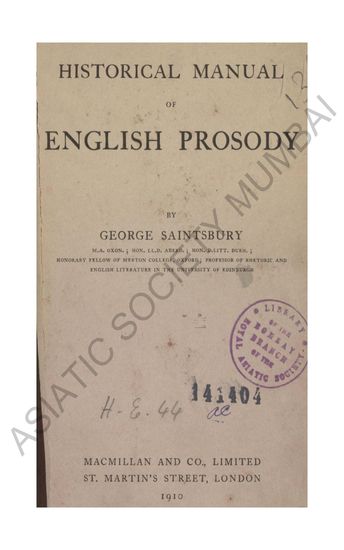 HISTORICAL MANUAL
OF
ENGLISH PROSODY
BY
GEORGE SAINTSBURY
M.A. OXON.; HON. LL.D. ABERD.; HON. D.LITT. DURH.;
HONORARY FELLOW OF MERTON COLLEGE, OXFORD; PROFESSOR OF RHETORIC AND
ENGLISH LITERATURE IN THE UNIVERSITY OF EDINBURGH
LIBRARY
OF THE
BOMBAY
BRANCH
OF THE
ROYAL ASIATIC SOCIETY.
141404
H-E.44
MACMILLAN AND CO., LIMITED
ST. MARTIN'S STREET, LONDON
1910
ASIATIC SOCIETY MUMBAI